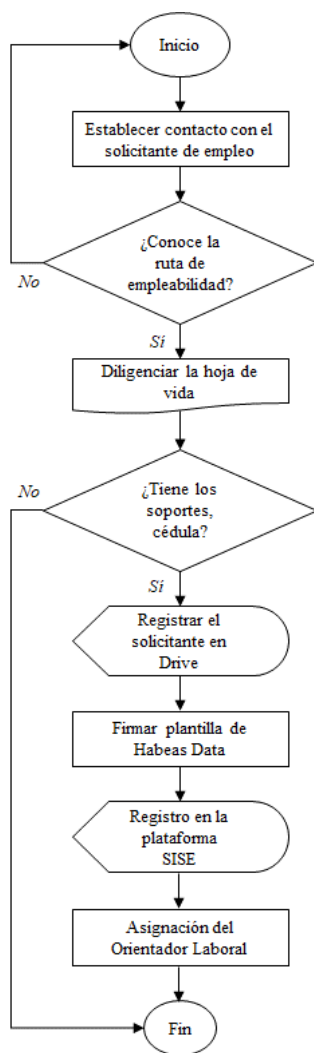 Inicio
Establecer contacto con el
solicitante de empleo
¿Conoce la
ruta de
empleabilidad?
No
Sí
Diligenciar la hoja de
vida
No
¿Tiene los
soportes,
cédula?
Sí
Registrar el
solicitante en
Drive
Firmar plantilla de
Habeas Data
Registro en la
plataforma
SISE
Asignación del
Orientador Laboral
Fin